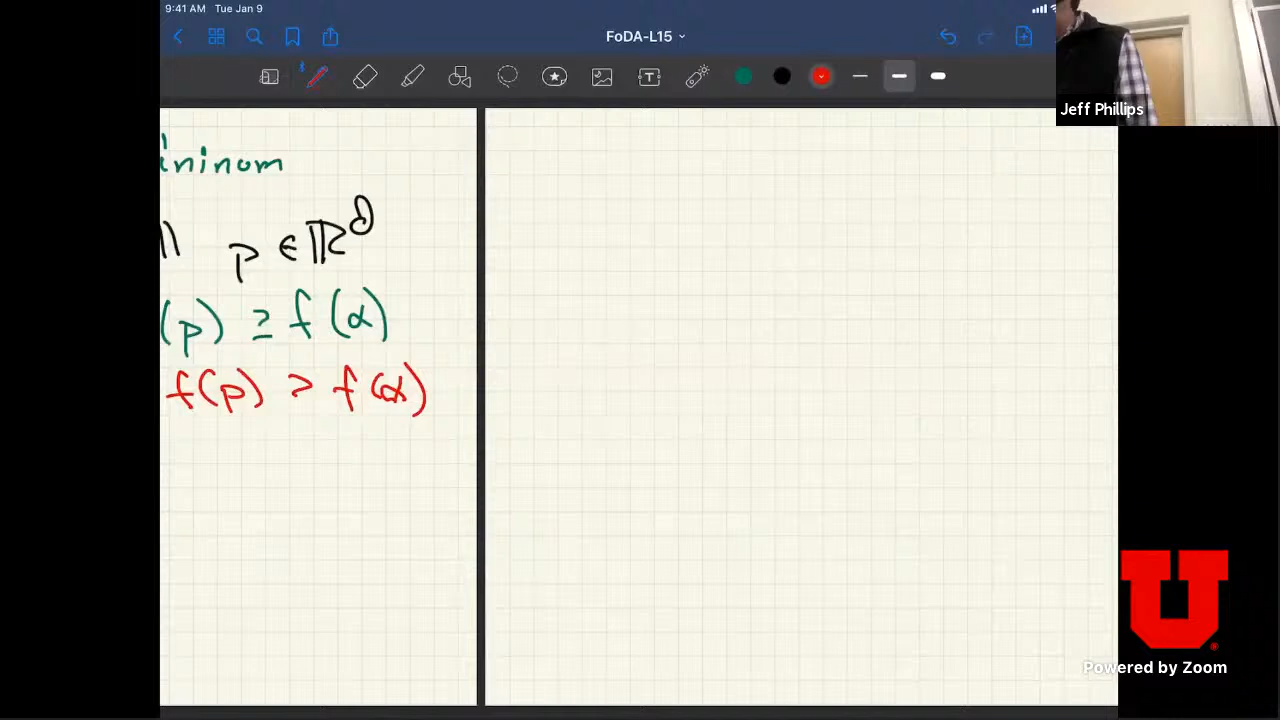 9:41 AM Tue Jan 9
FoDA-L15
T
Jeff Phillips
ininom
p ∈ ℝᵈ
(p) ≥ f(α)
f(p) > f(α)
U
Powered by Zoom